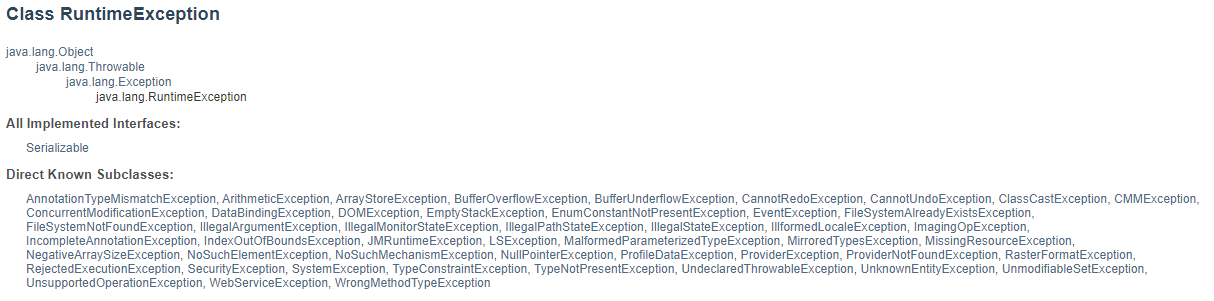 Class RuntimeException
java.lang.Object
java.lang.Throwable
java.lang.Exception
java.lang.RuntimeException
All Implemented Interfaces:
Serializable
Direct Known Subclasses:
AnnotationTypeMismatchException, ArithmeticException, ArrayStoreException, BufferOverflowException, BufferUnderflowException, CannotRedoException, CannotUndoException, ClassCastException, CMMException,
ConcurrentModificationException, DataBindingException, DOMException, EmptyStackException, EnumConstantNotPresentException, EventException, FileSystemAlreadyExistsException,
FileSystemNotFoundException, IllegalArgumentException, IllegalMonitorStateException, IllegalPathStateException, IllegalStateException, IllformedLocaleException, ImagingOpException,
IncompleteAnnotationException, IndexOutOfBoundsException, JMRuntimeException, LSException, MalformedParameterizedTypeException, MirroredTypesException, MissingResourceException,
NegativeArraySizeException, NoSuchElementException, NoSuchMechanismException, NullPointerException, ProfileDataException, ProviderException, ProviderNotFoundException, RasterFormatException,
RejectedExecutionException, SecurityException, SystemException, TypeConstraintException, TypeNotPresentException, UndeclaredThrowableException, UnknownEntityException, UnmodifiableSetException,
UnsupportedOperationException, WebServiceException, WrongMethodTypeException